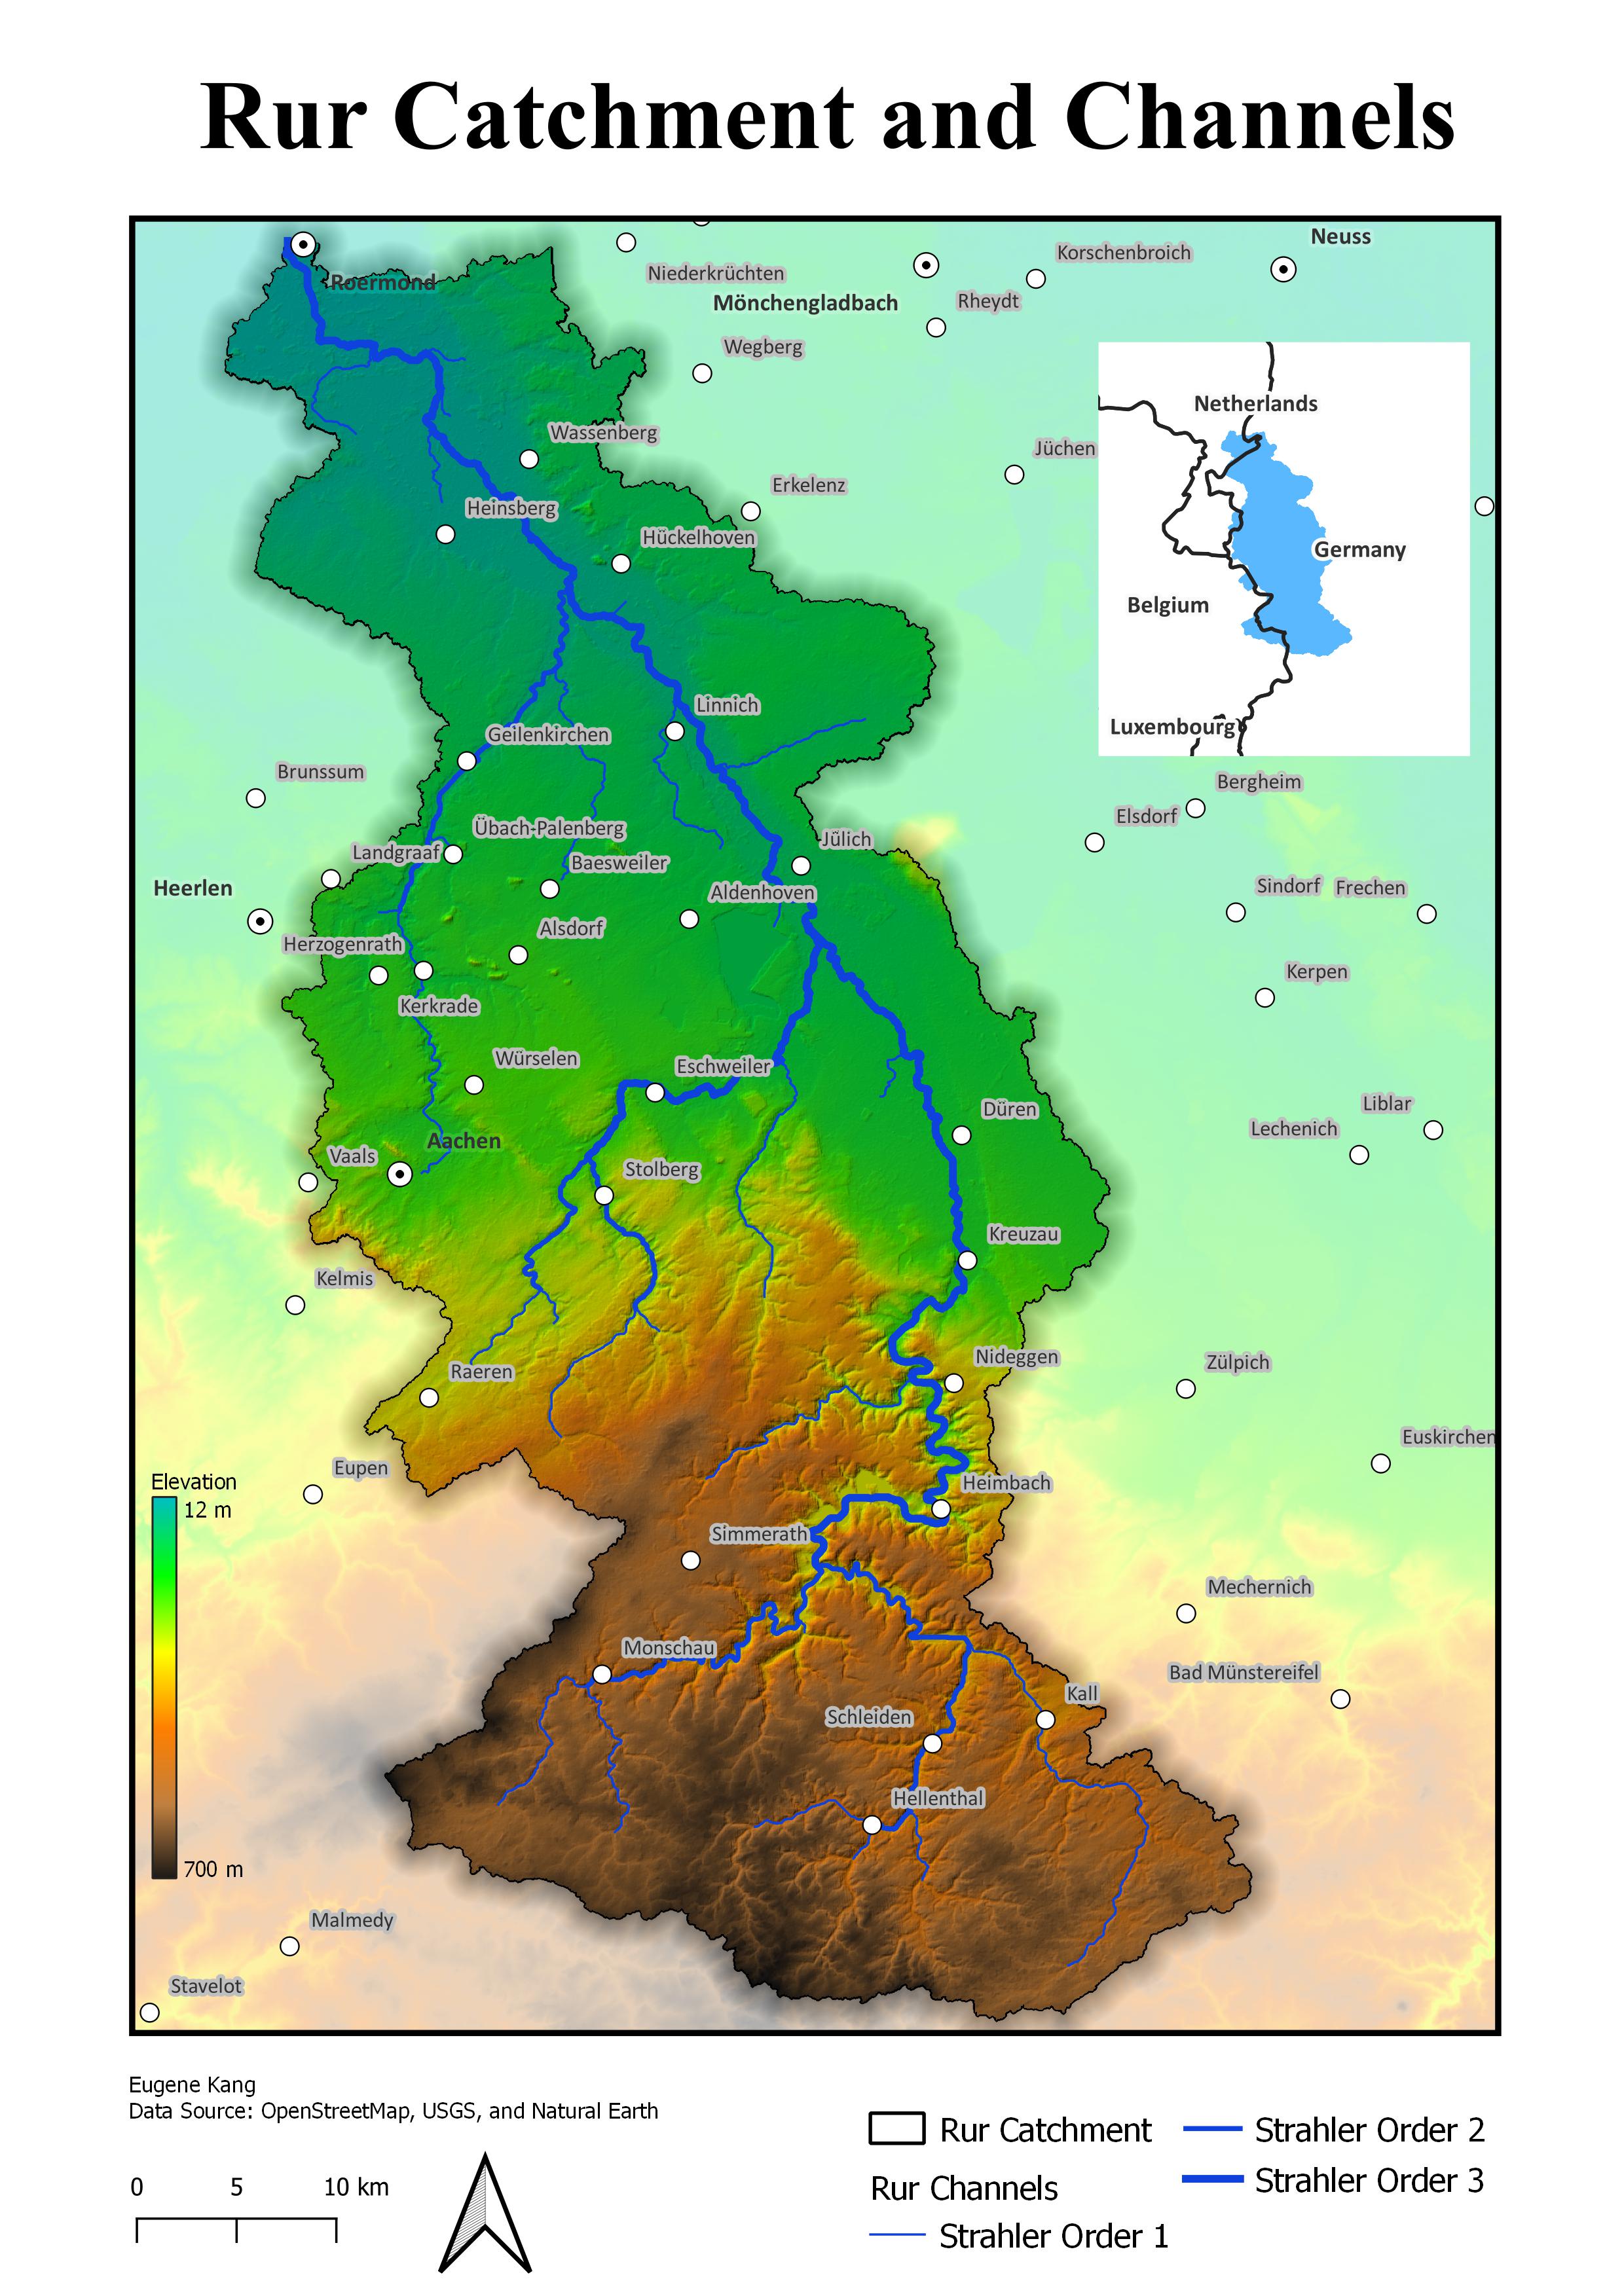 Rur Catchment and Channels
Roermond
Niederkrüchten
Mönchengladbach
Korschenbroich
Neuss
Rheydt
Wegberg
Wassenberg
Jüchen
Erkelenz
Heinsberg
Hückelhoven
Netherlands
Germany
Belgium
Luxembourg
Linnich
Geilenkirchen
Brunssum
Bergheim
Elsdorf
Übach-Palenberg
Landgraaf
Baesweiler
Jülich
Heerlen
Aldenhoven
Sindorf
Frechen
Alsdorf
Herzogenrath
Kerpen
Kerkrade
Würselen
Eschweiler
Düren
Liblar
Lechenich
Aachen
Vaals
Stolberg
Kreuzau
Kelmis
Nideggen
Zülpich
Raeren
Euskirchen
Eupen
Elevation
12 m
Heimbach
Simmerath
Mechernich
Monschau
Bad Münstereifel
Kall
Schleiden
Hellenthal
700 m
Malmedy
Stavelot
Eugene Kang
Data Source: OpenStreetMap, USGS, and Natural Earth
0 5 10 km
Rur Catchment
Rur Channels
Strahler Order 1
Strahler Order 2
Strahler Order 3